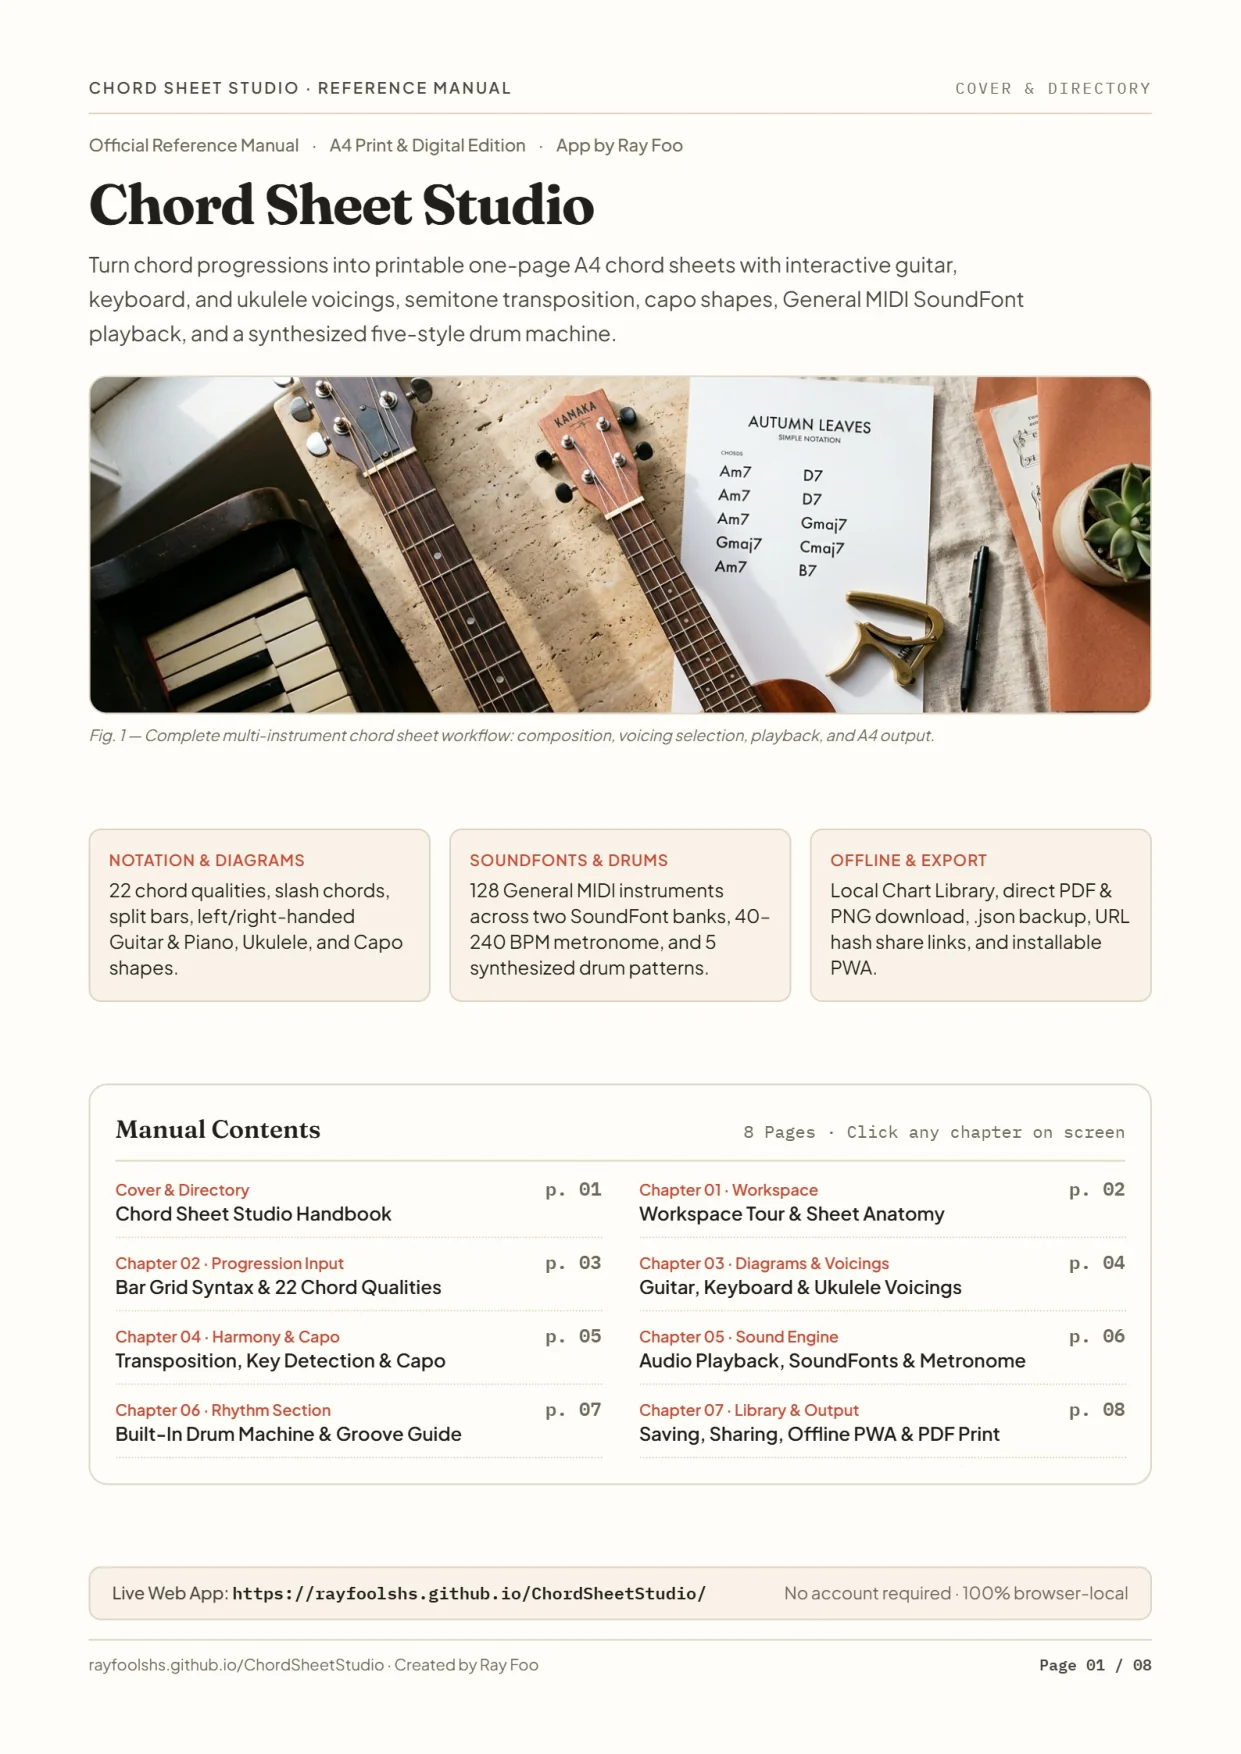 CHORD SHEET STUDIO · REFERENCE MANUAL
COVER & DIRECTORY
Official Reference Manual · A4 Print & Digital Edition · App by Ray Foo
Chord Sheet Studio
Turn chord progressions into printable one-page A4 chord sheets with interactive guitar,
keyboard, and ukulele voicings, semitone transposition, capo shapes, General MIDI SoundFont
playback, and a synthesized five-style drum machine.
KAMAKA
AUTUMN LEAVES
SIMPLE NOTATION
CHORDS
Am7 D7
Am7 D7
Am7 Gmaj7
Gmaj7 Cmaj7
Am7 B7
Fig. 1 — Complete multi-instrument chord sheet workflow: composition, voicing selection, playback, and A4 output.
NOTATION & DIAGRAMS
22 chord qualities, slash chords,
split bars, left/right-handed
Guitar & Piano, Ukulele, and Capo
shapes.
SOUNDFONTS & DRUMS
128 General MIDI instruments
across two SoundFont banks, 40–
240 BPM metronome, and 5
synthesized drum patterns.
OFFLINE & EXPORT
Local Chart Library, direct PDF &
PNG download, .json backup, URL
hash share links, and installable
PWA.
Manual Contents
8 Pages · Click any chapter on screen
Cover & Directory p. 01
Chord Sheet Studio Handbook
Chapter 01 · Workspace p. 02
Workspace Tour & Sheet Anatomy
Chapter 02 · Progression Input p. 03
Bar Grid Syntax & 22 Chord Qualities
Chapter 03 · Diagrams & Voicings p. 04
Guitar, Keyboard & Ukulele Voicings
Chapter 04 · Harmony & Capo p. 05
Transposition, Key Detection & Capo
Chapter 05 · Sound Engine p. 06
Audio Playback, SoundFonts & Metronome
Chapter 06 · Rhythm Section p. 07
Built-In Drum Machine & Groove Guide
Chapter 07 · Library & Output p. 08
Saving, Sharing, Offline PWA & PDF Print
Live Web App: https://rayfoolshs.github.io/ChordSheetStudio/
No account required · 100% browser-local
rayfoolshs.github.io/ChordSheetStudio · Created by Ray Foo
Page 01 / 08